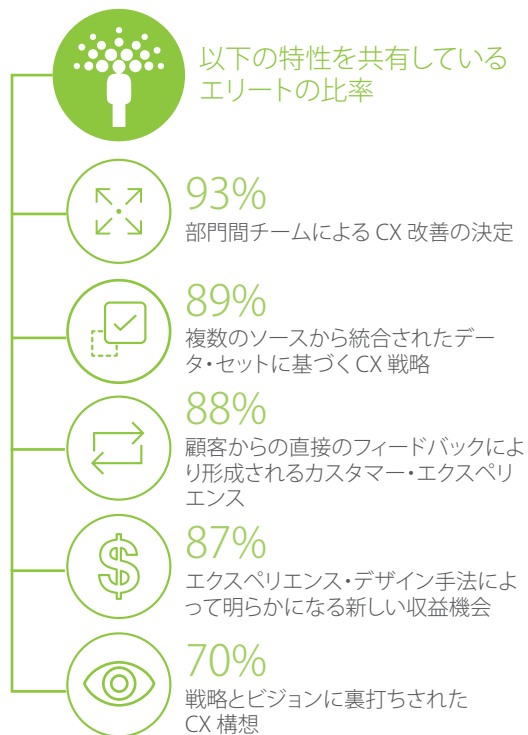 以下の特性を共有している
エリートの比率
93%
部門間チームによる CX 改善の決定
89%
複数のソースから統合されたデー
タ・セットに基づく CX 戦略
88%
顧客からの直接のフィードバックによ
り形成されるカスタマー・エクスペリ
エンス
87%
エクスペリエンス・デザイン手法によ
って明らかになる新しい収益機会
70%
戦略とビジョンに裏打ちされた
CX 構想